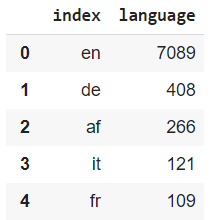 index language
0 en 7089
1 de 408
2 af 266
3 it 121
4 fr 109